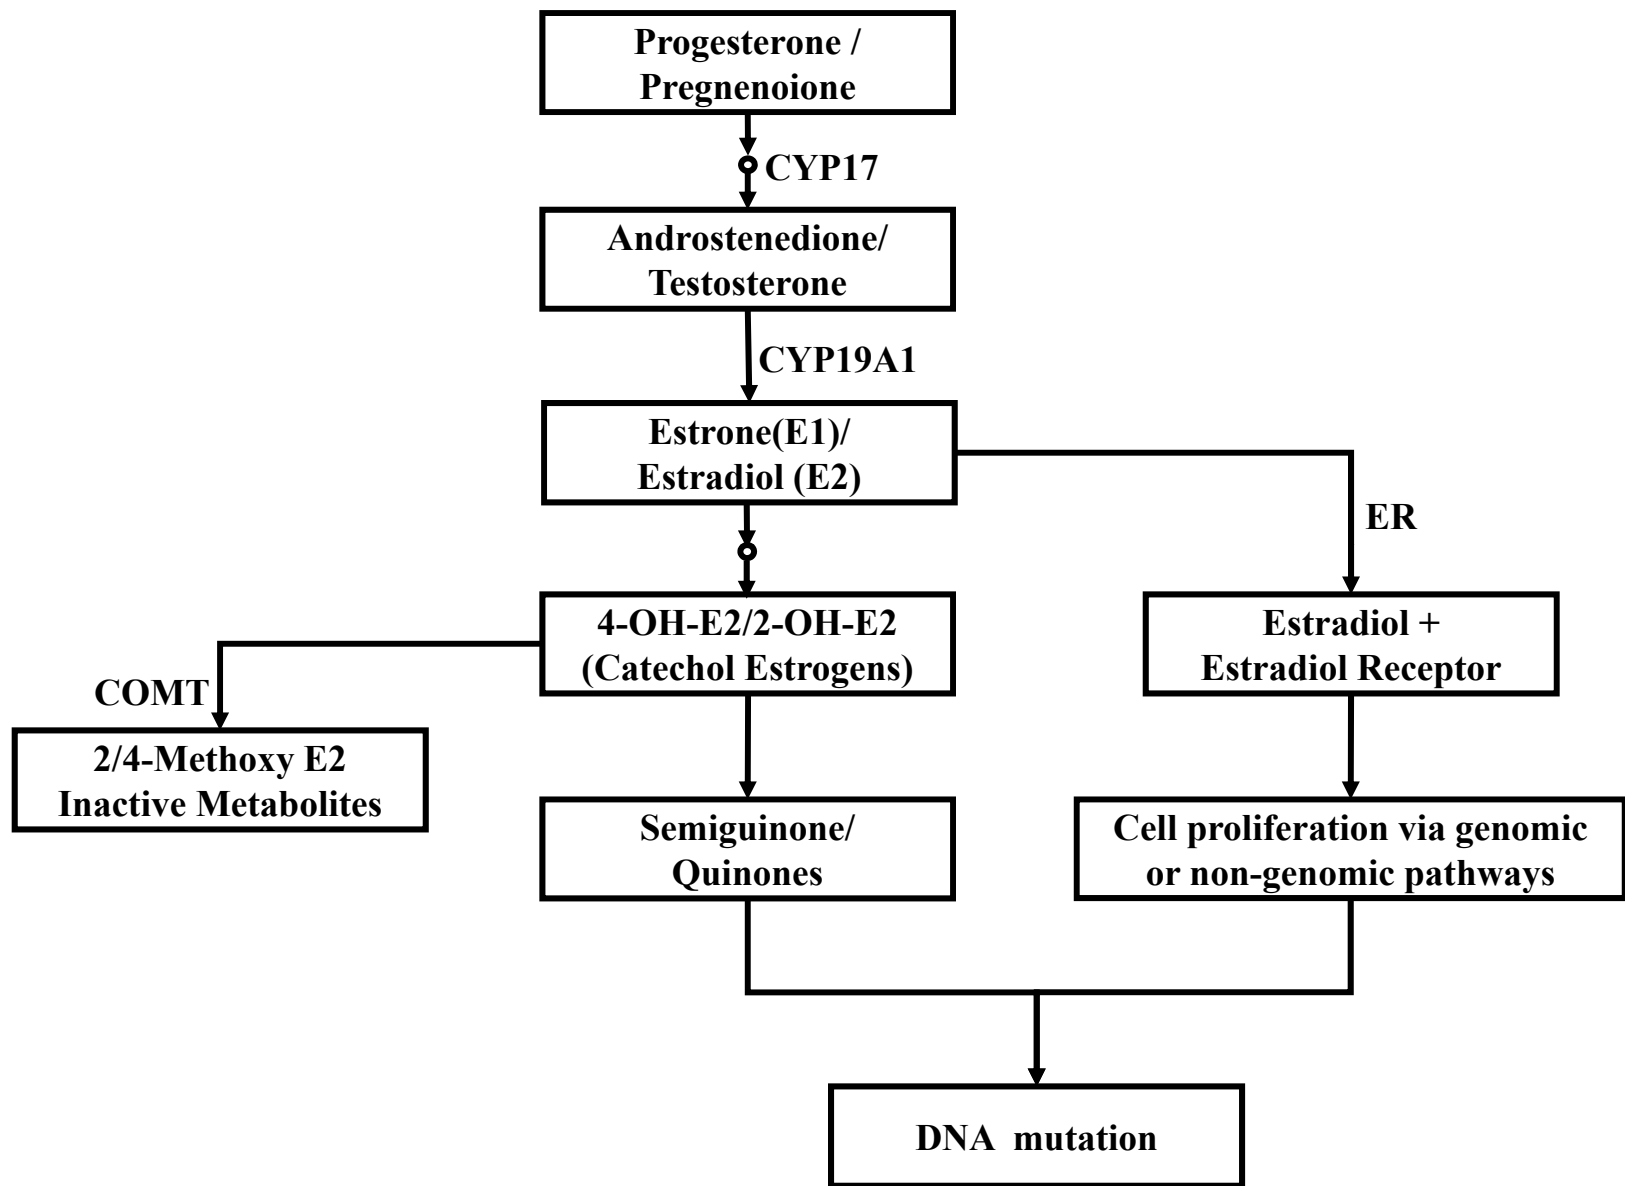 Progesterone /
Pregnenoione
CYP17
Androstenedione/
Testosterone
CYP19A1
Estrone(E1)/
Estradiol (E2)
ER
4-OH-E2/2-OH-E2
(Catechol Estrogens)
Estradiol +
Estradiol Receptor
COMT
2/4-Methoxy E2
Inactive Metabolites
Semiguinone/
Quinones
Cell proliferation via genomic
or non-genomic pathways
DNA mutation